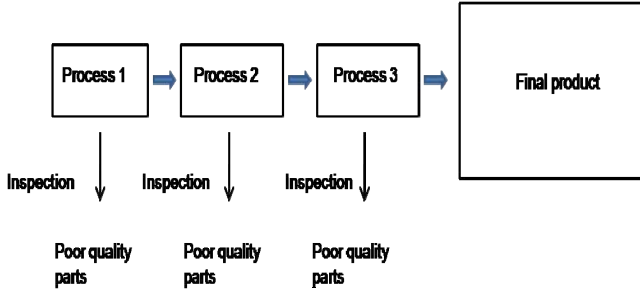 Process 1
Process 2
Process 3
Final product
Inspection
Inspection
Inspection
Poor quality
parts
Poor quality
parts
Poor quality
parts